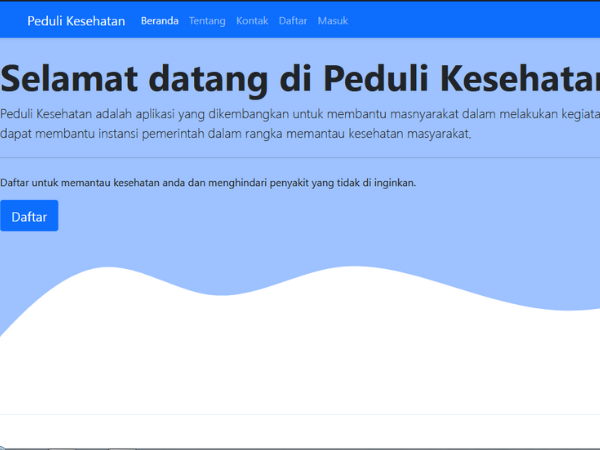 Peduli Kesehatan Beranda Tentang Kontak Daftar Masuk
Selamat datang di Peduli Kesehatan
Peduli Kesehatan adalah aplikasi yang dikembangkan untuk membantu masnyarakat dalam melakukan kegiata
dapat membantu instansi pemerintah dalam rangka memantau kesehatan masyarakat.
Daftar untuk memantau kesehatan anda dan menghindari penyakit yang tidak di inginkan.
Daftar